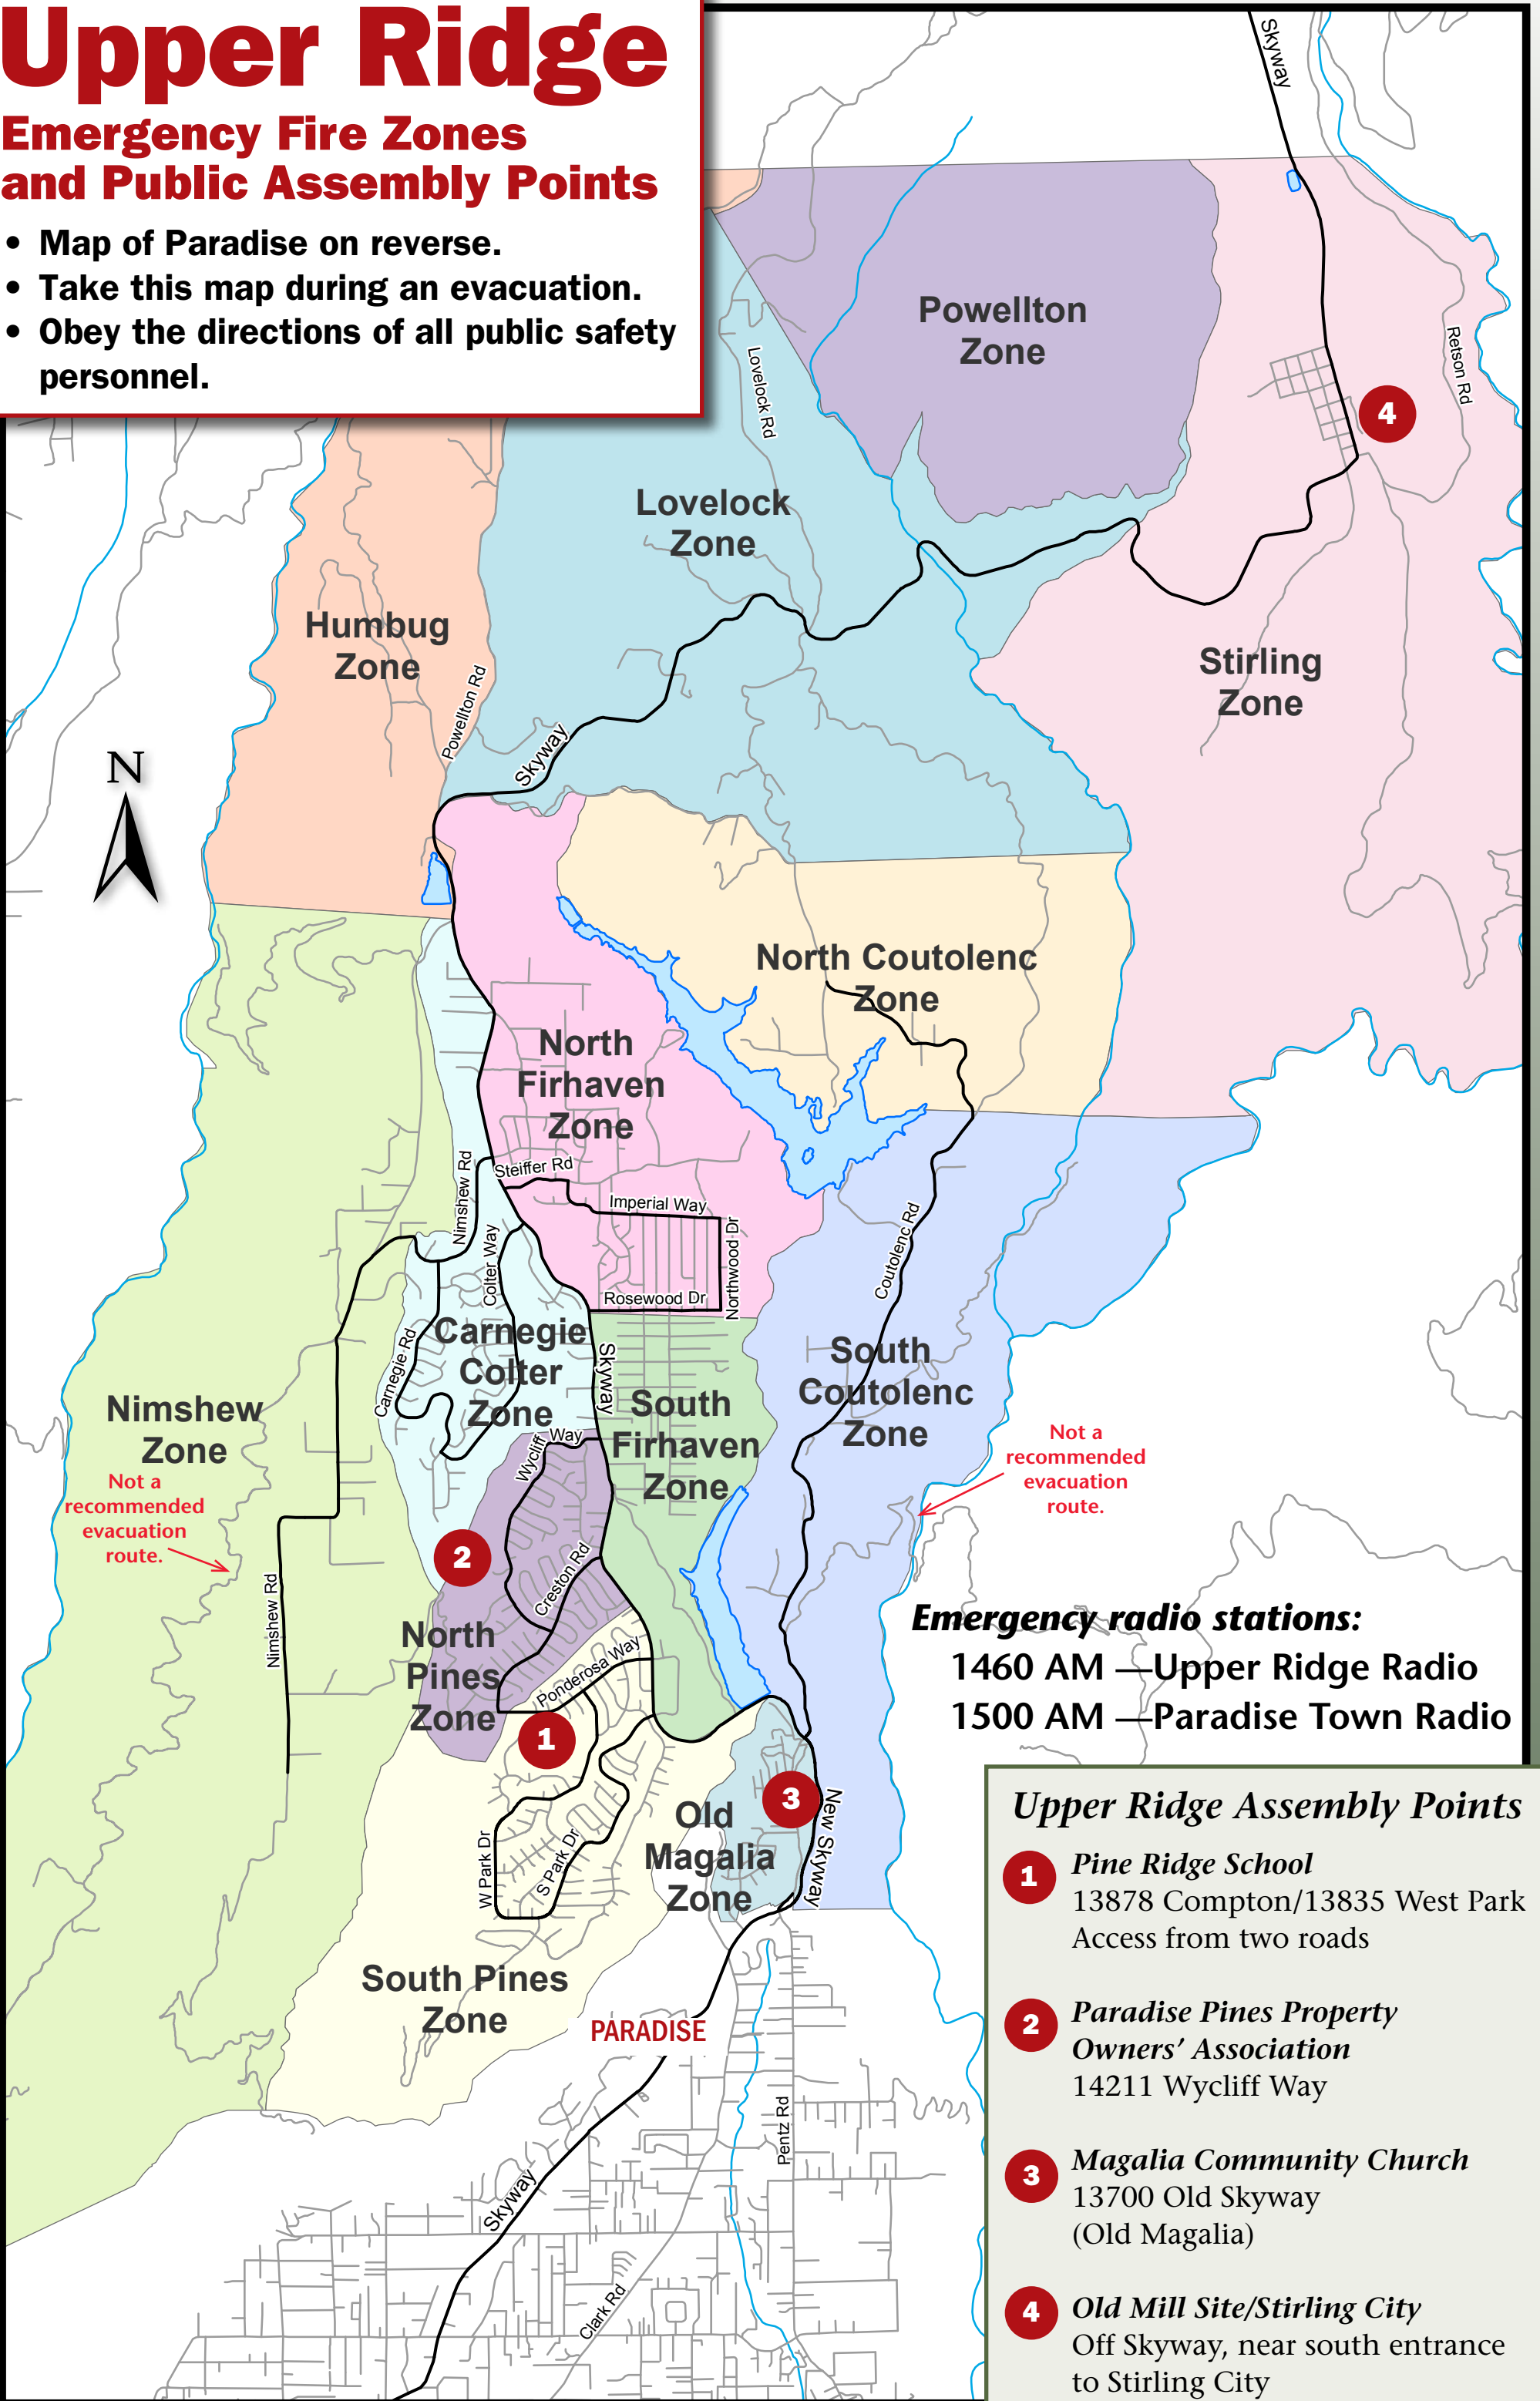 Upper Ridge
Emergency Fire Zones
and Public Assembly Points
• Map of Paradise on reverse.
• Take this map during an evacuation.
• Obey the directions of all public safety
personnel.
Skyway
Powellton
Zone
Retson Rd
Lovelock Rd
4
Lovelock
Zone
Humbug
Zone
Stirling
Zone
Powellton Rd
Skyway
N
North Coutolenc
Zone
North
Firhaven
Zone
Nimshew Rd
Steiffer Rd
Imperial Way
Northwood Dr
Coutolenc Rd
Colter Way
Rosewood Dr
Carnegie Rd
Carnegie
Colter
Zone
Skyway
South
Coutolenc
Zone
Nimshew
Zone
South
Firhaven
Zone
Wycliff Way
Not a
recommended
evacuation
route.
Not a
recommended
evacuation
route.
2
Creston Rd
Nimshew Rd
North
Pines
Zone
Ponderosa Way
1
Emergency radio stations:
1460 AM —Upper Ridge Radio
1500 AM —Paradise Town Radio
3
New Skyway
Old
Magalia
Zone
W Park Dr
S Park Dr
South Pines
Zone
PARADISE
Pentz Rd
Skyway
Clark Rd
Upper Ridge Assembly Points
1
Pine Ridge School
13878 Compton/13835 West Park
Access from two roads
2
Paradise Pines Property
Owners’ Association
14211 Wycliff Way
3
Magalia Community Church
13700 Old Skyway
(Old Magalia)
4
Old Mill Site/Stirling City
Off Skyway, near south entrance
to Stirling City